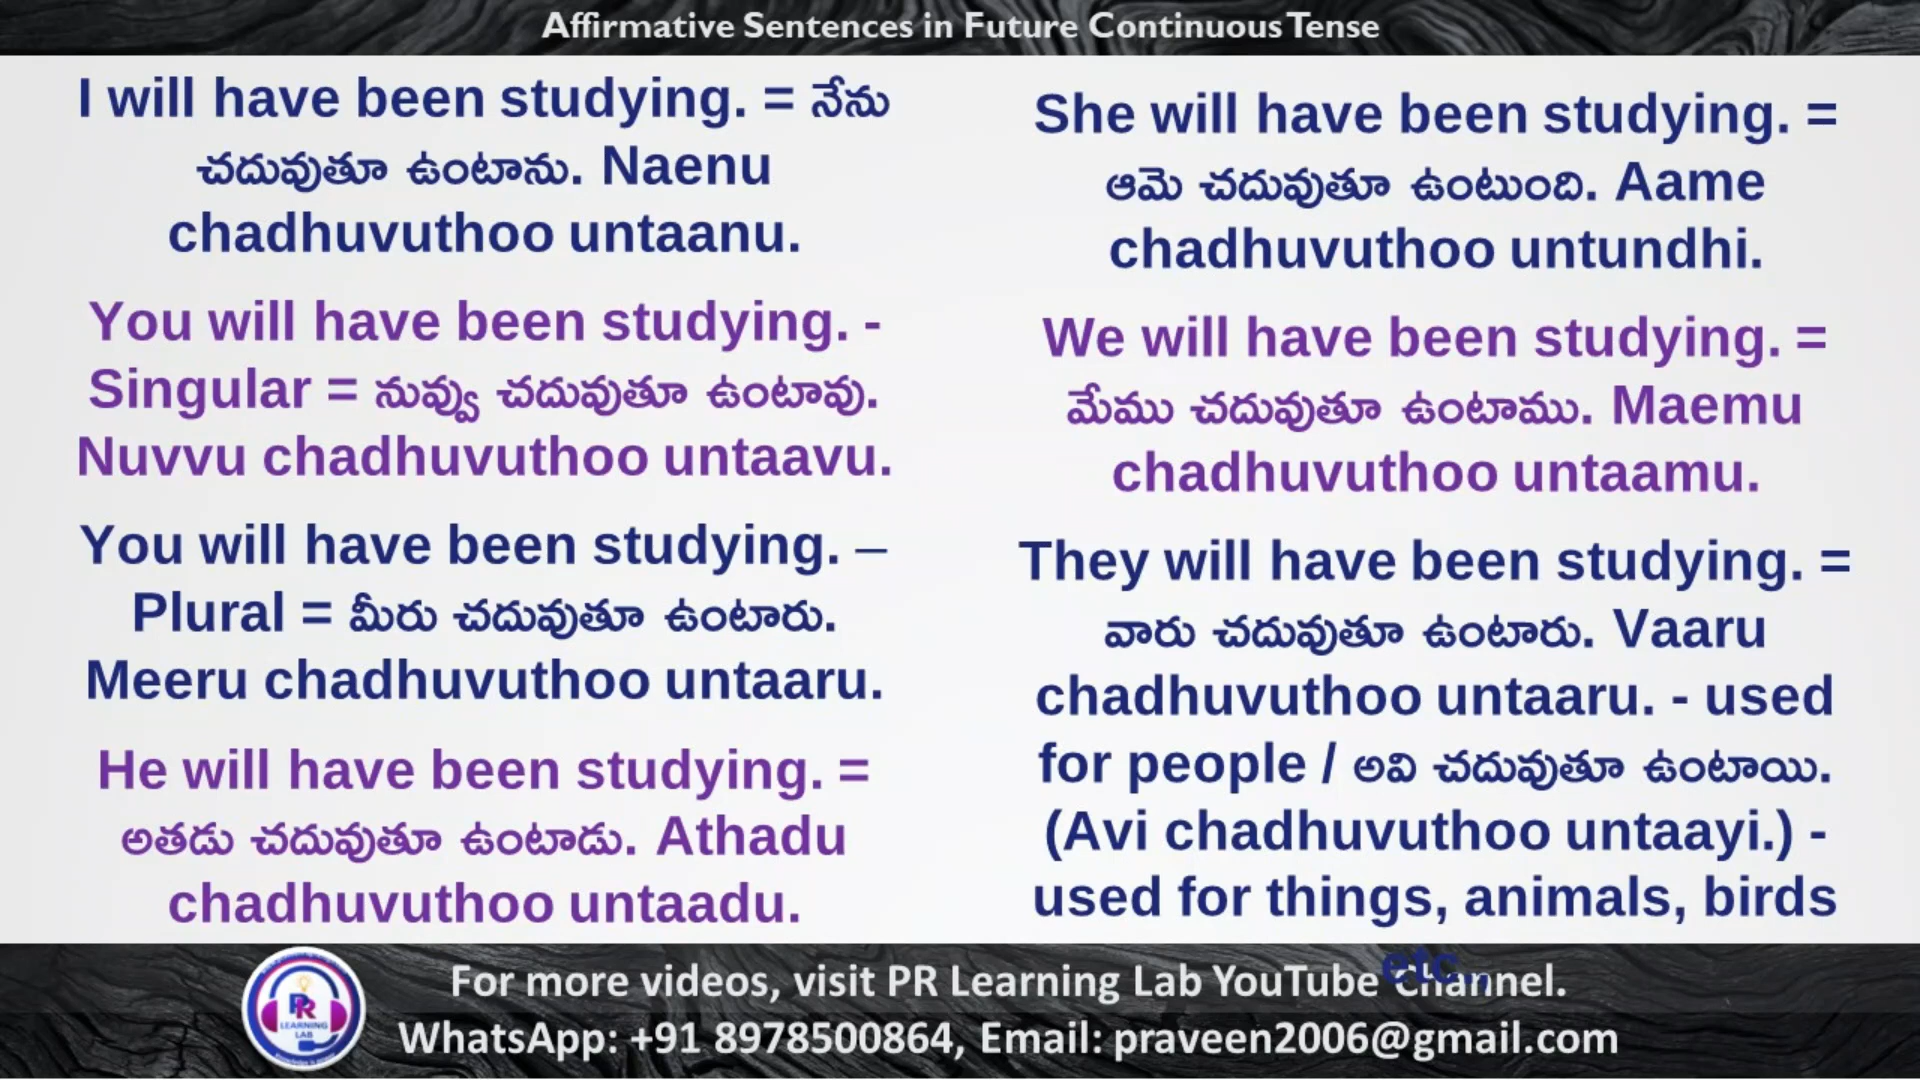 Affirmative Sentences in Future Continuous Tense
I will have been studying. = నేను
చదువుతూ ఉంటాను. Naenu
chadhuvuthoo untaanu.
You will have been studying. -
Singular = నువ్వు చదువుతూ ఉంటావు.
Nuvvu chadhuvuthoo untaavu.
You will have been studying. –
Plural = మీరు చదువుతూ ఉంటారు.
Meeru chadhuvuthoo untaaru.
He will have been studying. =
అతడు చదువుతూ ఉంటాడు. Athadu
chadhuvuthoo untaadu.
She will have been studying. =
ఆమె చదువుతూ ఉంటుంది. Aame
chadhuvuthoo untundhi.
We will have been studying. =
మేము చదువుతూ ఉంటాము. Maemu
chadhuvuthoo untaamu.
They will have been studying. =
వారు చదువుతూ ఉంటారు. Vaaru
chadhuvuthoo untaaru. - used
for people / అవి చదువుతూ ఉంటాయి.
(Avi chadhuvuthoo untaayi.) -
used for things, animals, birds
etc.,
PR
LEARNING
LAB
For more videos, visit PR Learning Lab YouTube Channel.
WhatsApp: +91 8978500864, Email: praveen2006@gmail.com